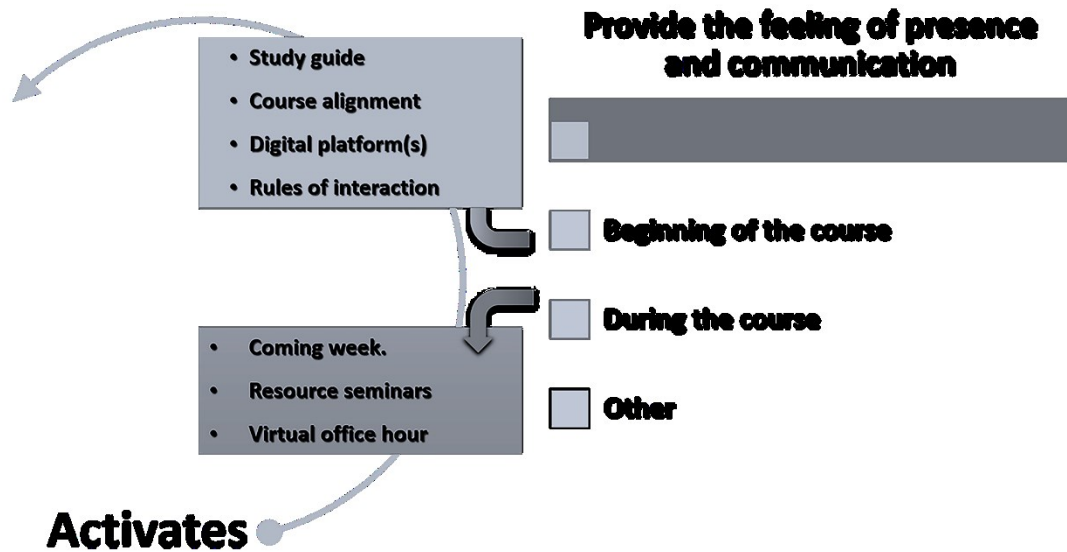 Provide the feeling of presence
and communication
• Study guide
• Course alignment
• Digital platform(s)
• Rules of interaction
Beginning of the course
During the course
• Coming week.
• Resource seminars
• Virtual office hour
Other
Activates